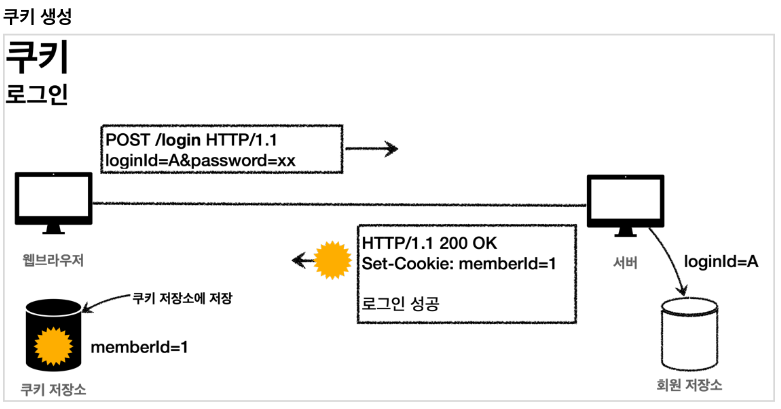 쿠키 생성
쿠키
로그인
POST /login HTTP/1.1
loginId=A&password=xx
웹브라우저
HTTP/1.1 200 OK
Set-Cookie: memberId=1
로그인 성공
서버
loginId=A
쿠키 저장소에 저장
memberId=1
쿠키 저장소
회원 저장소